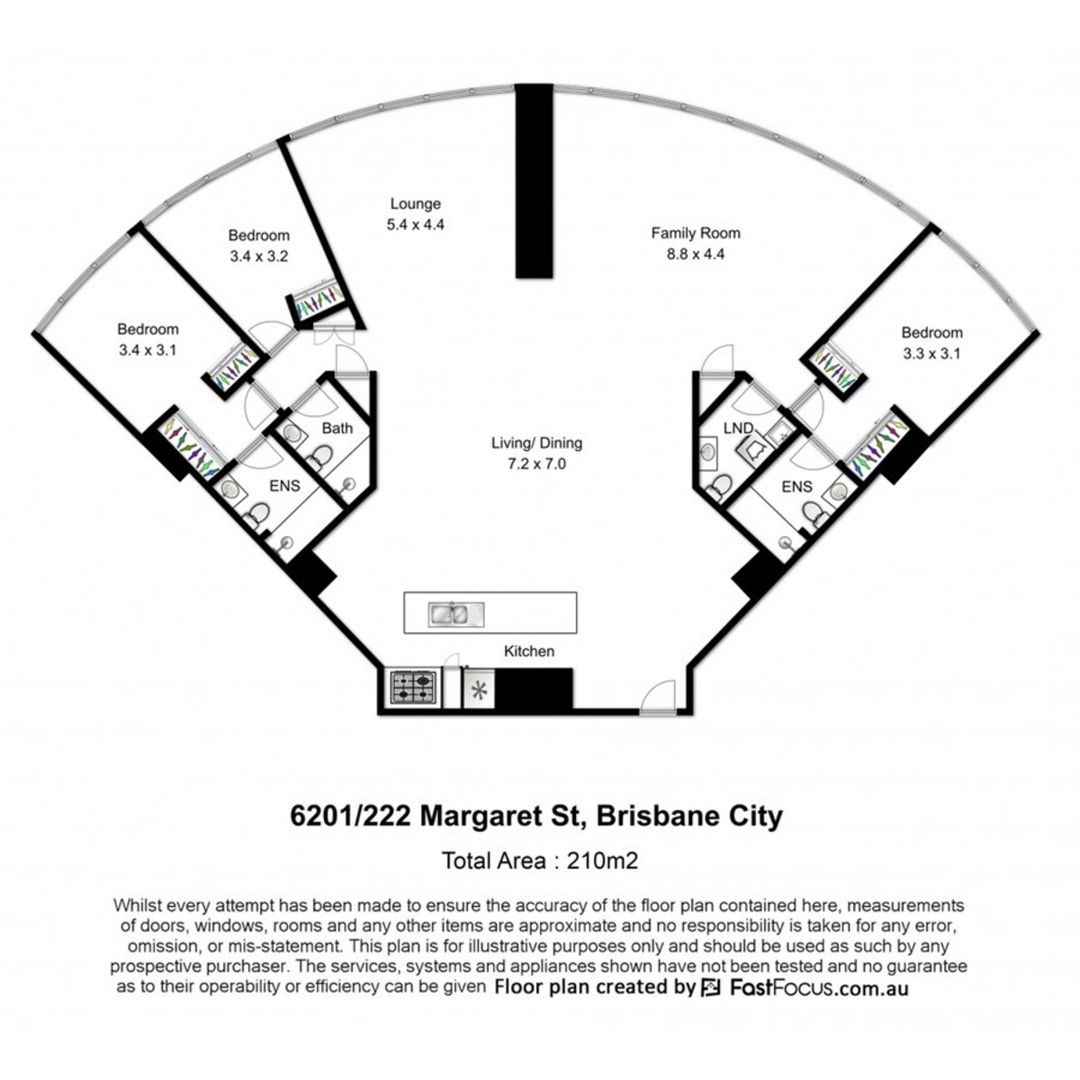 Lounge
5.4 x 4.4
Bedroom
3.4 x 3.2
Family Room
8.8 x 4.4
Bedroom
3.4 x 3.1
Bedroom
3.3 x 3.1
Bath
LND
Living/ Dining
7.2 x 7.0
ENS
ENS
Kitchen
6201/222 Margaret St, Brisbane City
Total Area : 210m2
Whilst every attempt has been made to ensure the accuracy of the floor plan contained here, measurements
of doors, windows, rooms and any other items are approximate and no responsibility is taken for any error,
omission, or mis-statement. This plan is for illustrative purposes only and should be used as such by any
prospective purchaser. The services, systems and appliances shown have not been tested and no guarantee
as to their operability or efficiency can be given Floor plan created by FastFocus.com.au